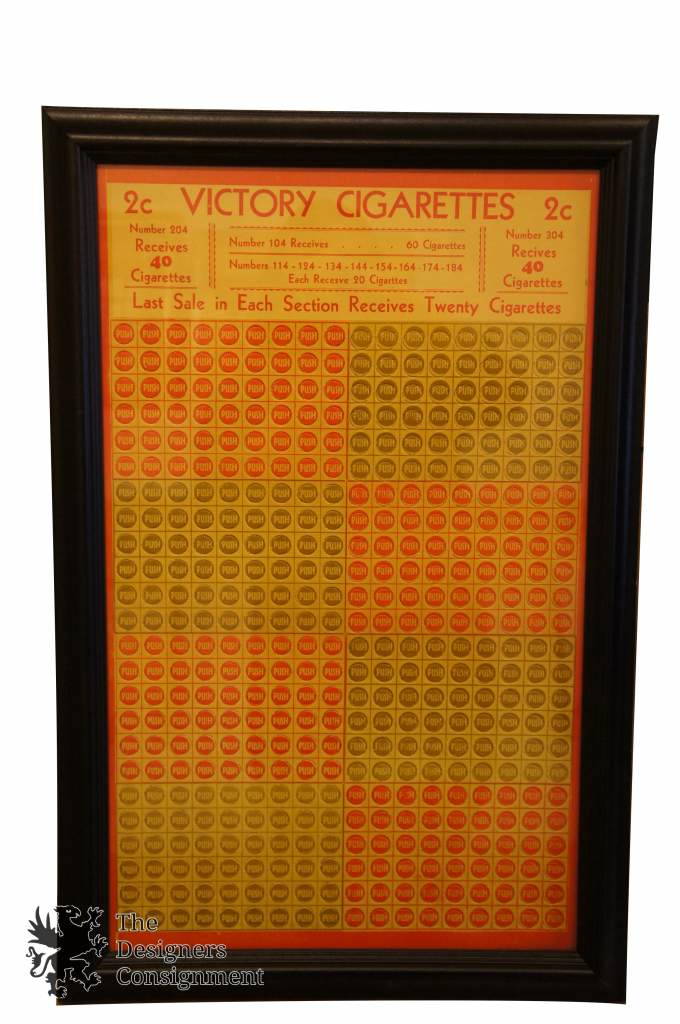 2c VICTORY CIGARETTES 2c
Number 204
Receives
40
Cigarettes
Number 104 Receives . . . . . 60 Cigarettes
Numbers 114 - 124 - 134 - 144 - 154 - 164 - 174 - 184
Each Receive 20 Cigarttes
Number 304
Recives
40
Cigarettes
Last Sale in Each Section Receives Twenty Cigarettes
PUSH
The
Designers
Consignment